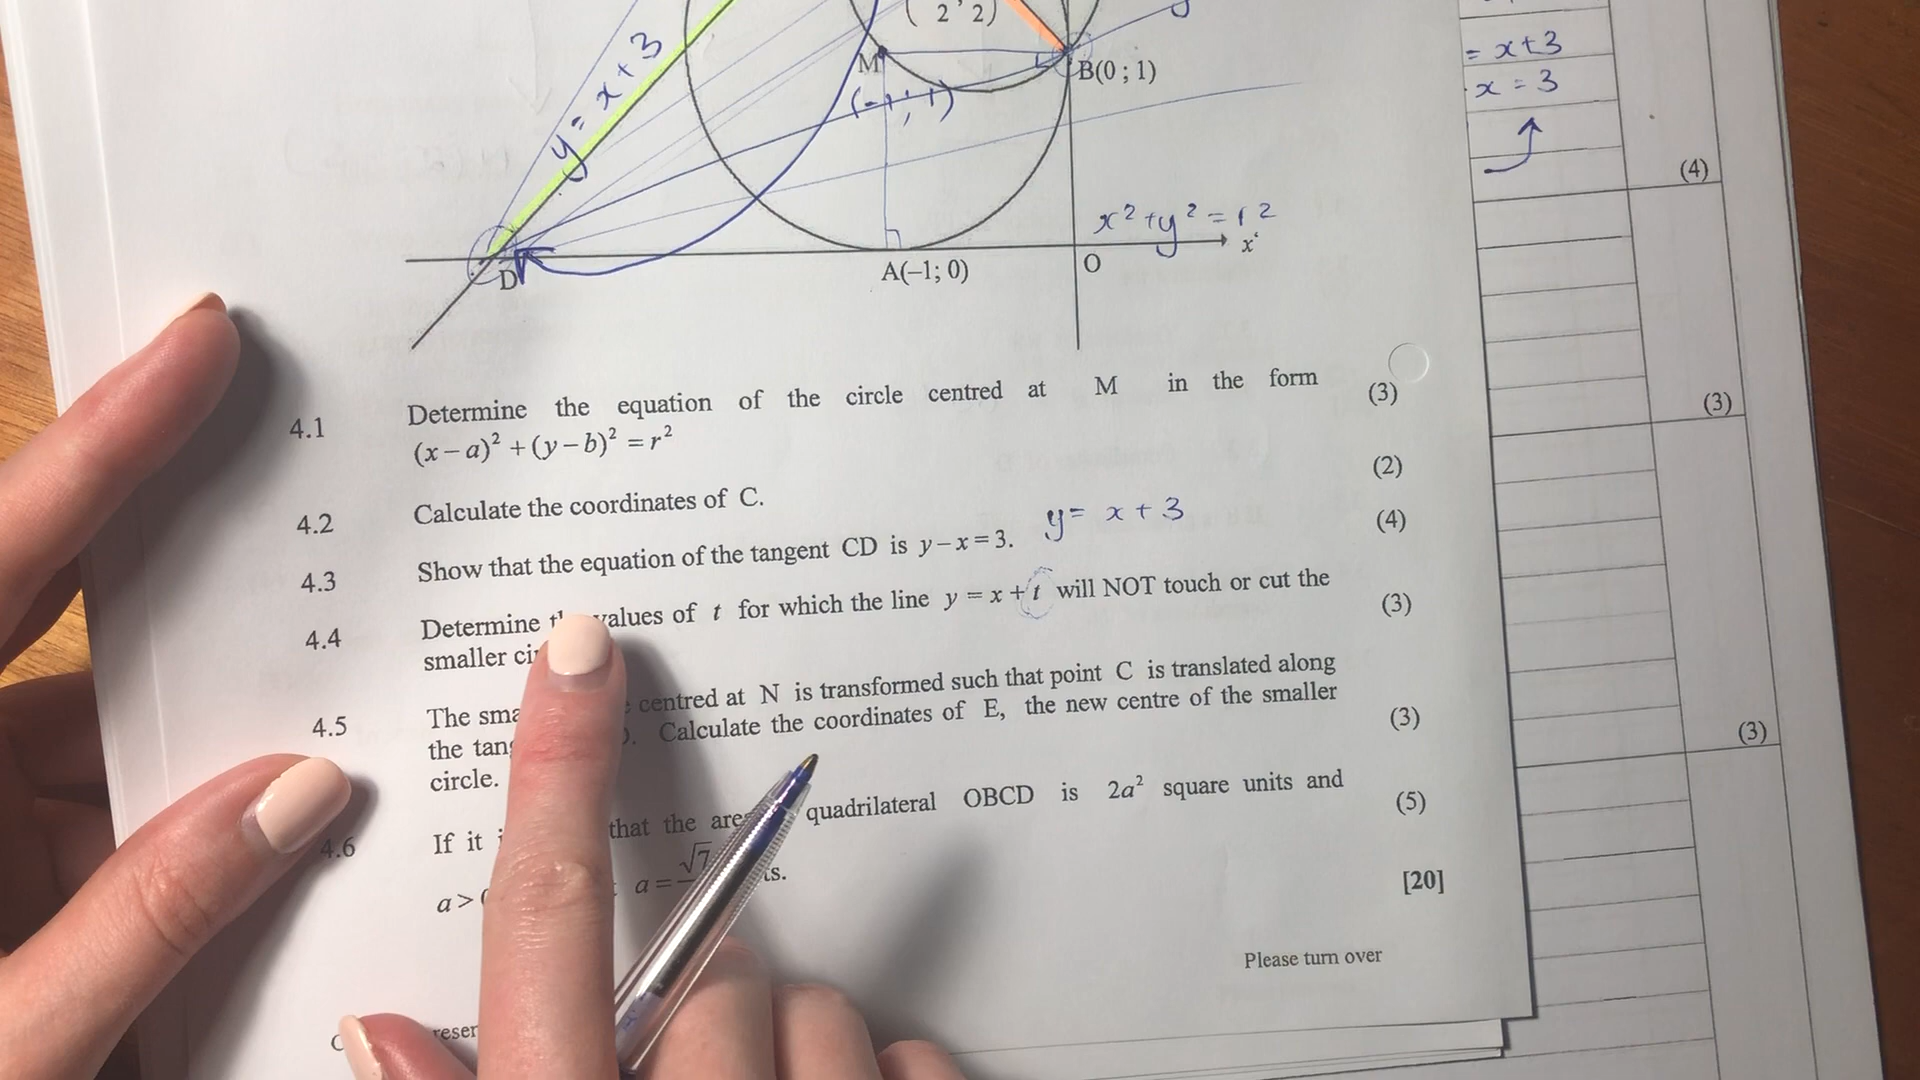 ( 2 ; 2)
y = x + 3
M
(-1 ; 1)
B(0 ; 1)
= x+3
x = 3
(4)
x² + y² = r²
x
D
A(–1; 0)
O
4.1 Determine the equation of the circle centred at M in the form (3)
(x – a)² + (y – b)² = r²
(2)
4.2 Calculate the coordinates of C.
(4)
4.3 Show that the equation of the tangent CD is y – x = 3. y = x + 3
4.4 Determine values of t for which the line y = x + t will NOT touch or cut the (3)
smaller
4.5 The centred at N is transformed such that point C is translated along
the Calculate the coordinates of E, the new centre of the smaller (3)
circle.
4.6 If it that the quadrilateral OBCD is 2a² square units and (5)
a > a = √7
[20]
Please turn over
(3)
(3)